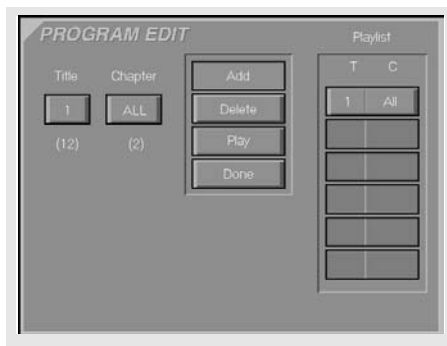 PROGRAM EDIT
Title Chapter
1 ALL
(12) (2)
Add
Delete
Play
Done
Playlist
T C
1 All